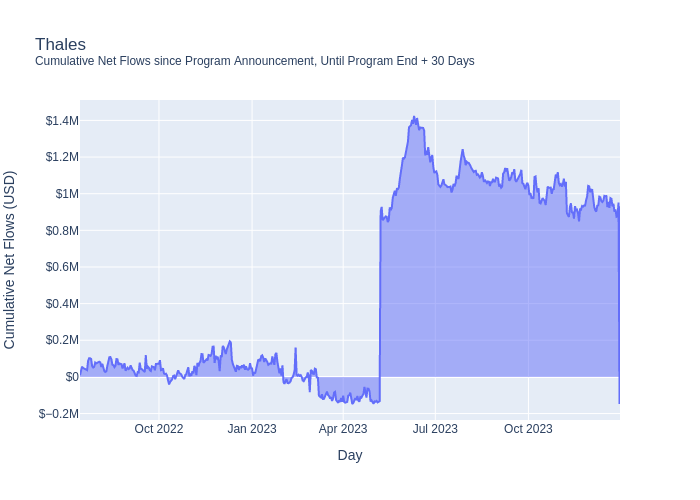 Thales
Cumulative Net Flows since Program Announcement, Until Program End + 30 Days
Cumulative Net Flows (USD)
$1.4M
$1.2M
$1M
$0.8M
$0.6M
$0.4M
$0.2M
$0
$−0.2M
Oct 2022
Jan 2023
Apr 2023
Jul 2023
Oct 2023
Day